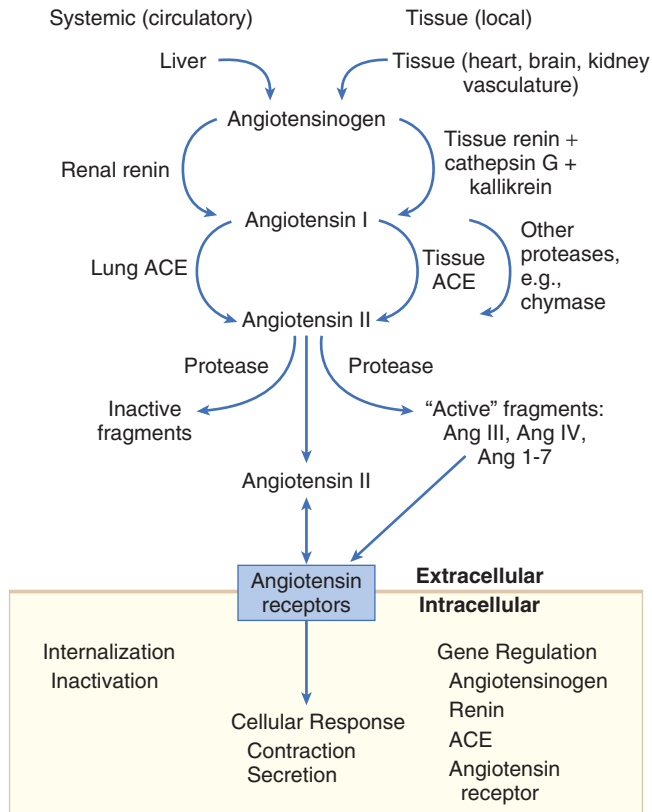 Systemic (circulatory)
Tissue (local)
Liver
Tissue (heart, brain, kidney
vasculature)
Angiotensinogen
Renal renin
Tissue renin +
cathepsin G +
kallikrein
Angiotensin I
Lung ACE
Tissue
ACE
Other
proteases,
e.g.,
chymase
Angiotensin II
Protease
Protease
Inactive
fragments
“Active” fragments:
Ang III, Ang IV,
Ang 1-7
Angiotensin II
Angiotensin
receptors
Extracellular
Intracellular
Internalization
Inactivation
Cellular Response
Contraction
Secretion
Gene Regulation
Angiotensinogen
Renin
ACE
Angiotensin
receptor